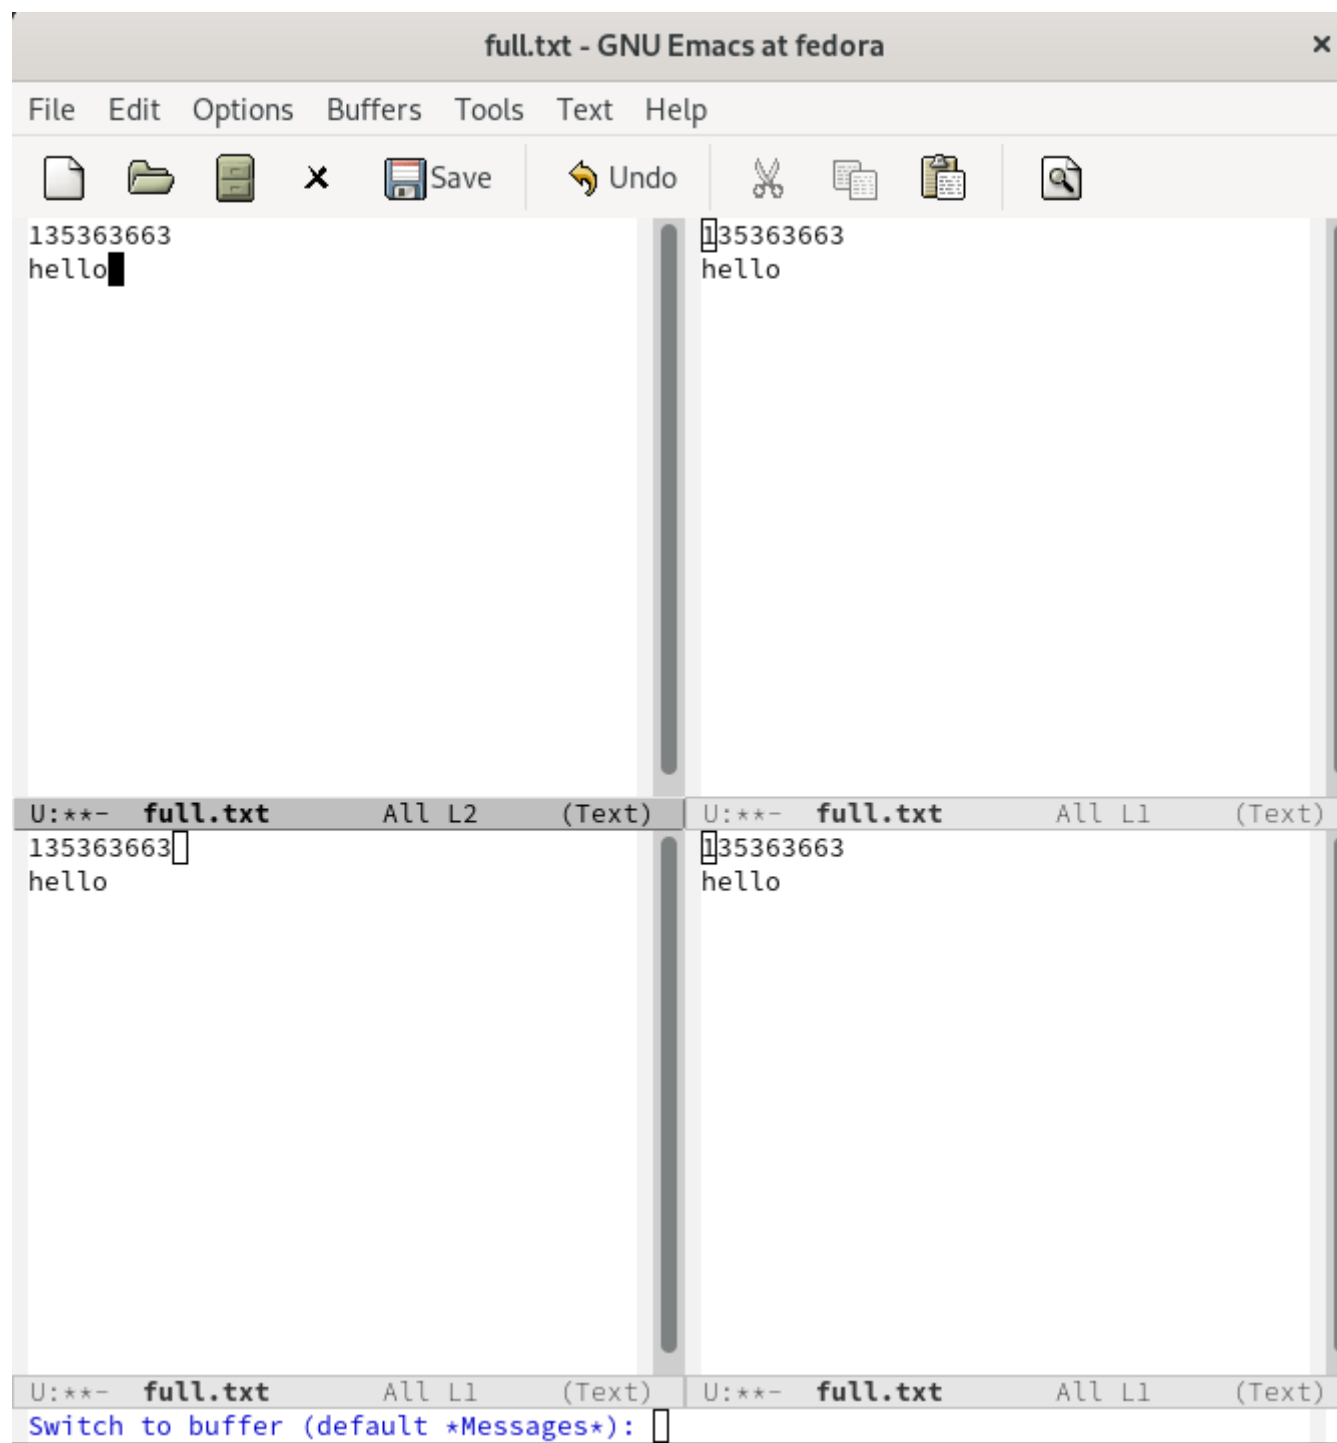 full.txt - GNU Emacs at fedora
File Edit Options Buffers Tools Text Help
Save Undo
135363663
hello
135363663
hello
U:**- full.txt All L2 (Text)
U:**- full.txt All L1 (Text)
135363663
hello
135363663
hello
U:**- full.txt All L1 (Text)
U:**- full.txt All L1 (Text)
Switch to buffer (default *Messages*):